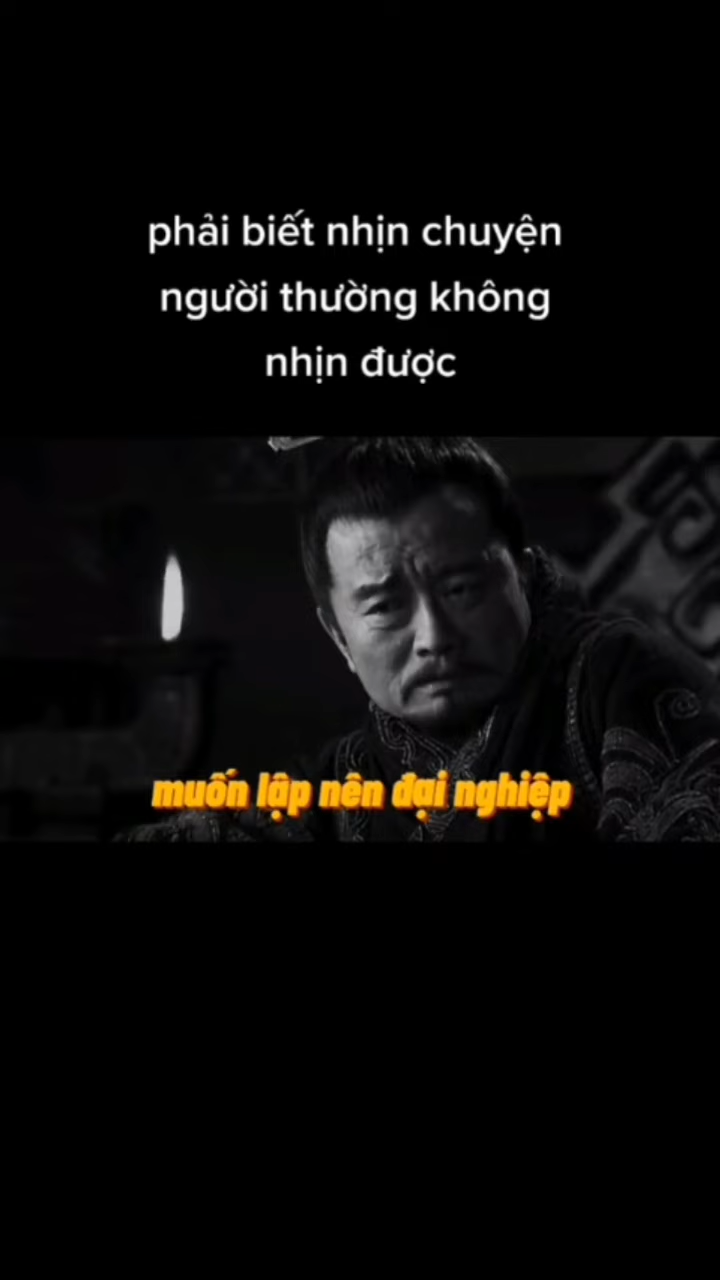 phải biết nhịn chuyện
người thường không
nhịn được
muốn lập nên đại nghiệp